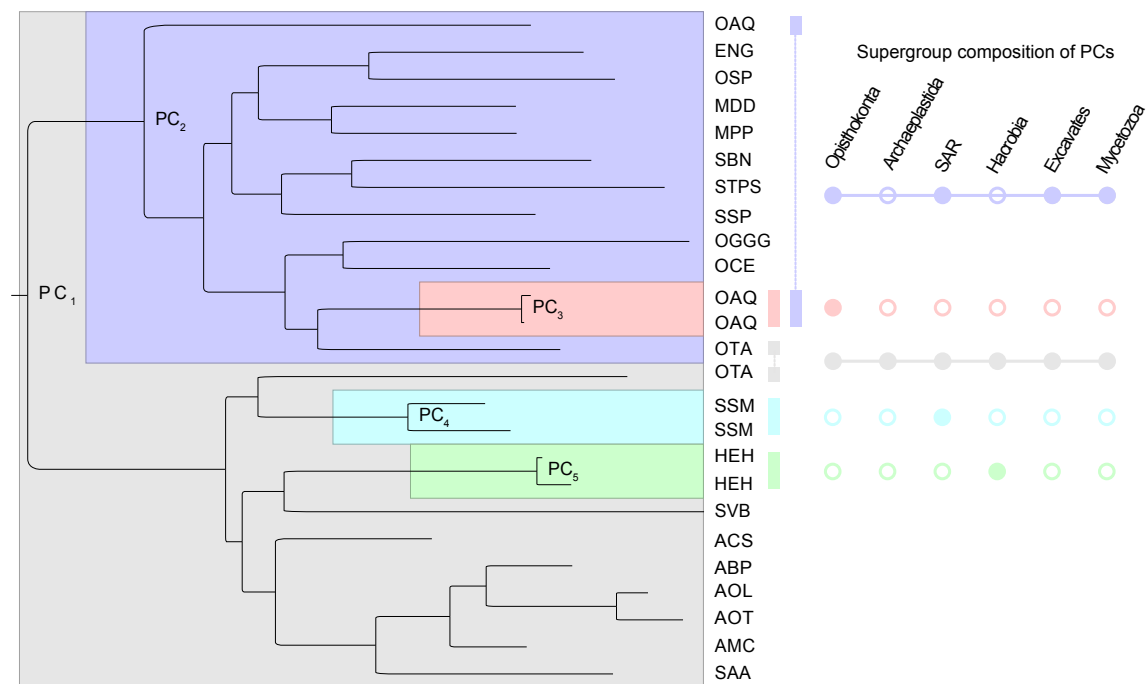 OAQ
ENG
Supergroup composition of PCs
OSP
MDD
PC2
MPP
Opisthokonta
Archaeplastida
SAR
Hacrobia
Excavates
Mycetozoa
SBN
STPS
SSP
OGGG
OCE
PC1
OAQ
PC3
OAQ
OTA
OTA
SSM
PC4
SSM
HEH
PC5
HEH
SVB
ACS
ABP
AOL
AOT
AMC
SAA